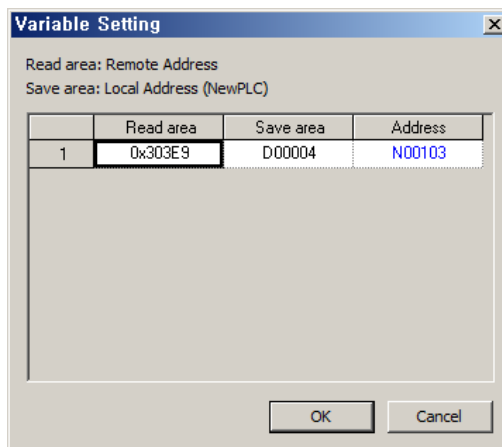 Variable Setting
Read area: Remote Address
Save area: Local Address (NewPLC)
Read area Save area Address
1 0x303E9 D00004 N00103
OK Cancel